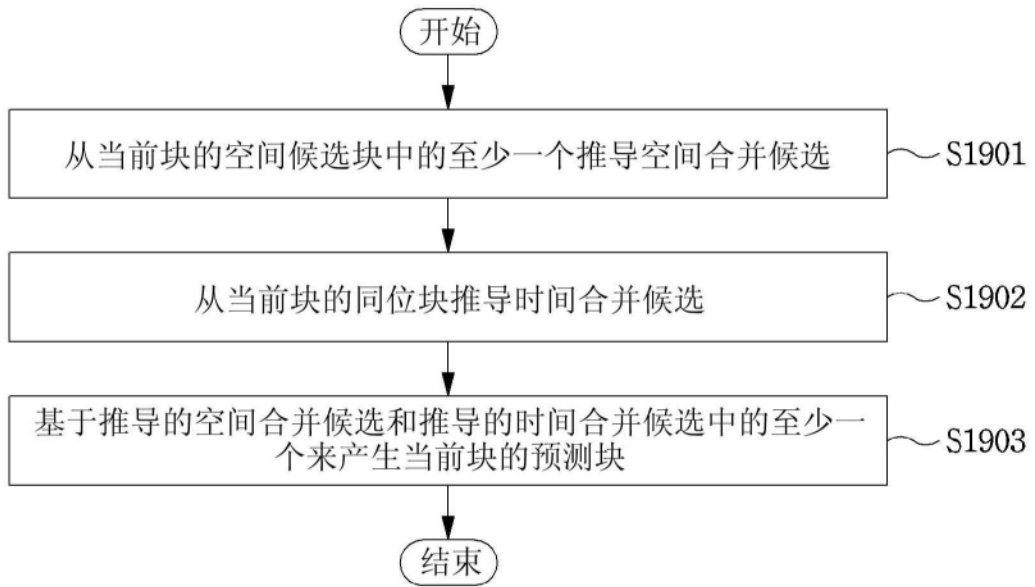 开始
从当前块的空间候选块中的至少一个推导空间合并候选
S1901
从当前块的同位块推导时间合并候选
S1902
基于推导的空间合并候选和推导的时间合并候选中的至少一
个来产生当前块的预测块
S1903
结束